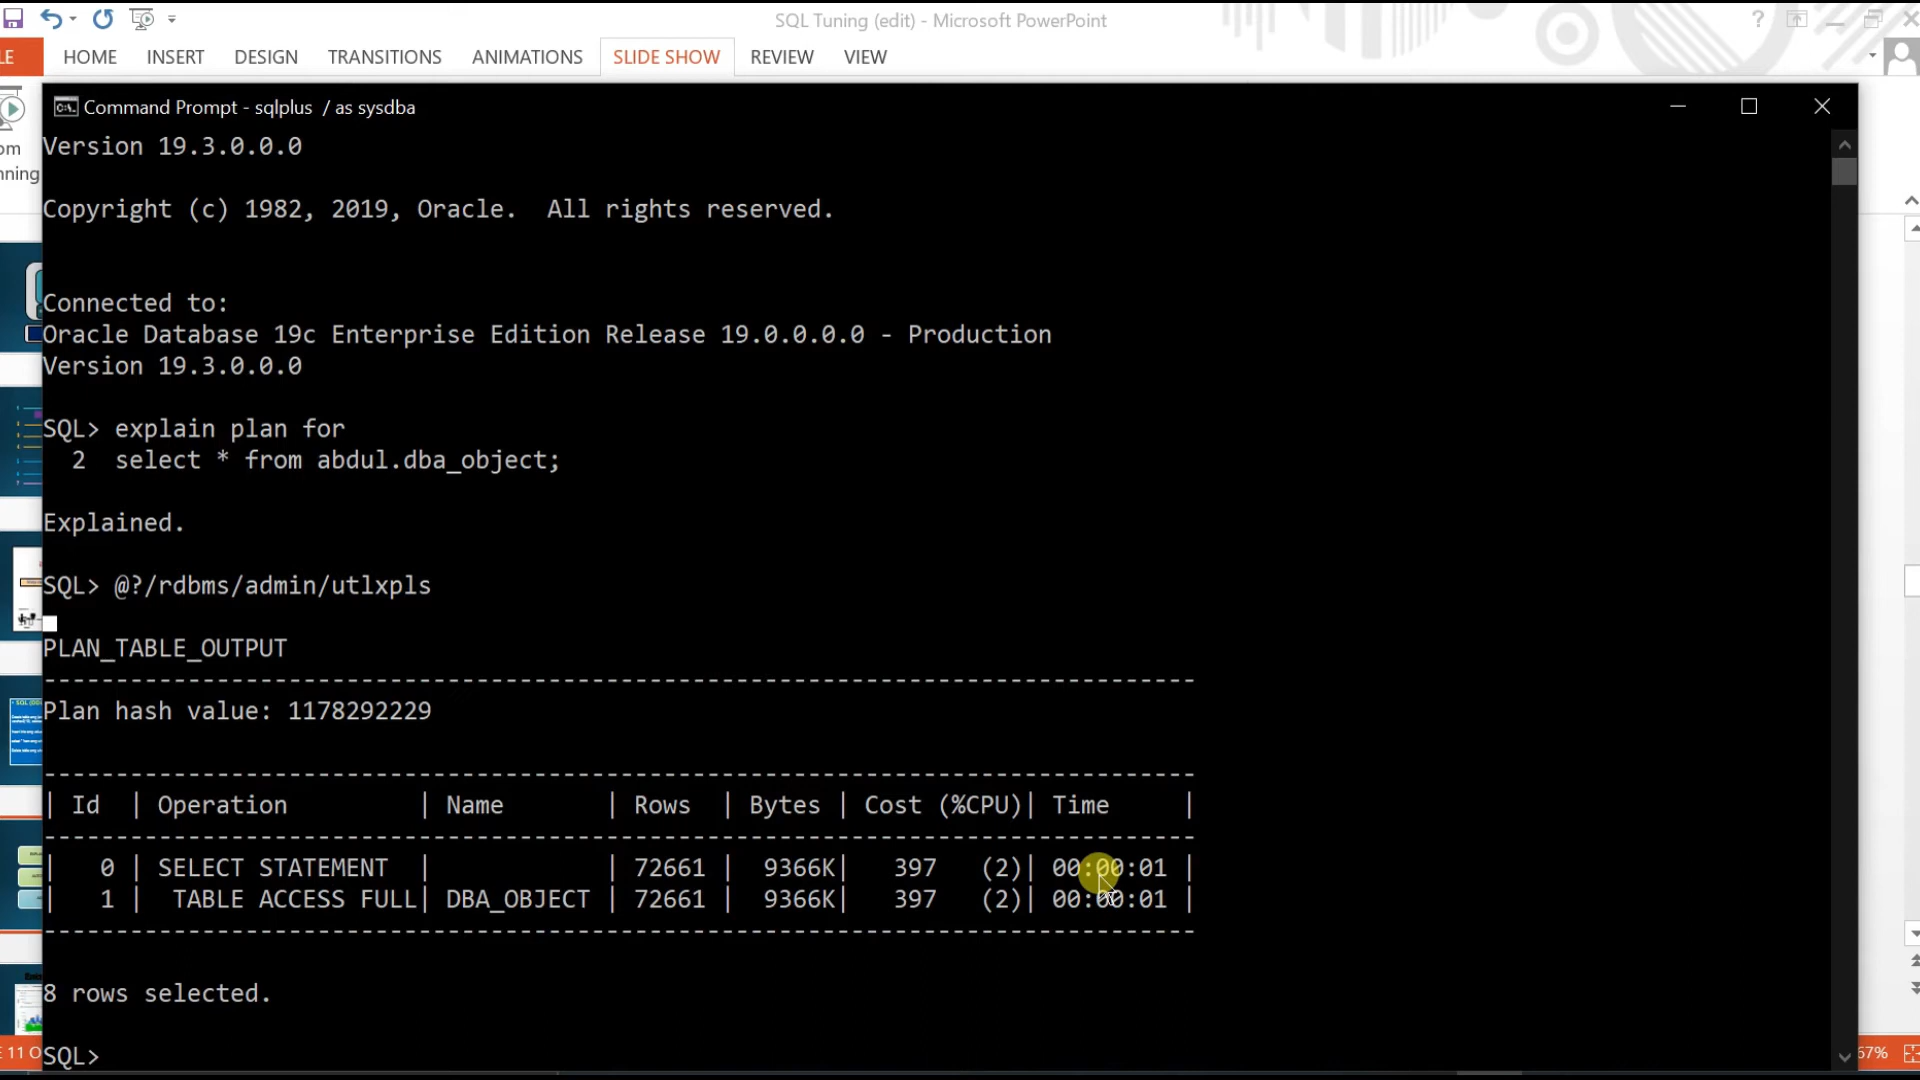 SQL Tuning (edit) - Microsoft PowerPoint
LE HOME INSERT DESIGN TRANSITIONS ANIMATIONS SLIDE SHOW REVIEW VIEW
Command Prompt - sqlplus / as sysdba
Version 19.3.0.0.0
Copyright (c) 1982, 2019, Oracle.  All rights reserved.
Connected to:
Oracle Database 19c Enterprise Edition Release 19.0.0.0.0 - Production
Version 19.3.0.0.0
SQL> explain plan for
2  select * from abdul.dba_object;
Explained.
SQL> @?/rdbms/admin/utlxpls
PLAN_TABLE_OUTPUT
--------------------------------------------------------------------------------
Plan hash value: 1178292229
--------------------------------------------------------------------------------
| Id  | Operation         | Name       | Rows  | Bytes | Cost (%CPU)| Time     |
--------------------------------------------------------------------------------
|   0 | SELECT STATEMENT  |            | 72661 |  9366K|   397   (2)| 00:00:01 |
|   1 |  TABLE ACCESS FULL| DBA_OBJECT | 72661 |  9366K|   397   (2)| 00:00:01 |
--------------------------------------------------------------------------------
8 rows selected.
SQL>
67%